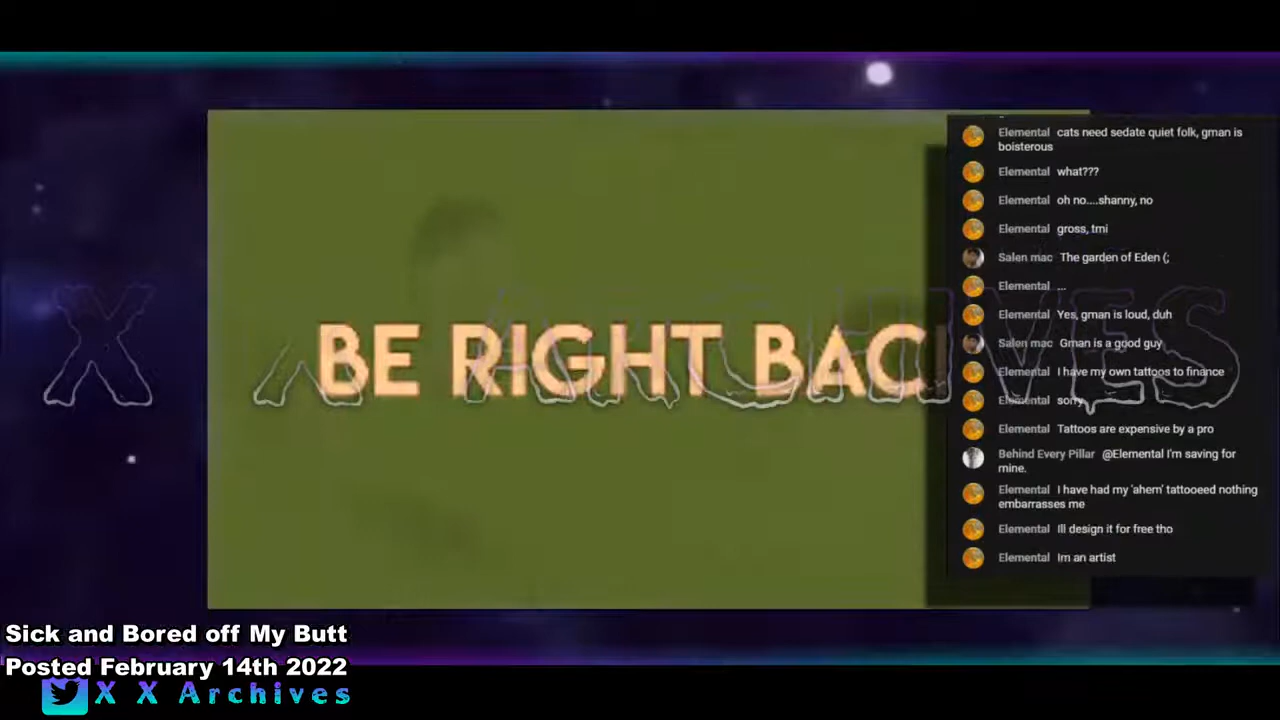 Elemental cats need sedate quiet folk, gman is
boisterous
Elemental what???
Elemental oh no....shanny, no
Elemental gross, tmi
Salen mac The garden of Eden (;
Elemental ...
Elemental Yes, gman is loud, duh
Salen mac Gman is a good guy
Elemental I have my own tattoos to finance
Elemental sorry
Elemental Tattoos are expensive by a pro
Behind Every Pillar @Elemental I'm saving for
mine.
Elemental I have had my 'ahem' tattooeed nothing
embarrasses me
Elemental Ill design it for free tho
Elemental Im an artist
BE RIGHT BAC
X X ARCHIVES
Sick and Bored off My Butt
Posted February 14th 2022
X X Archives